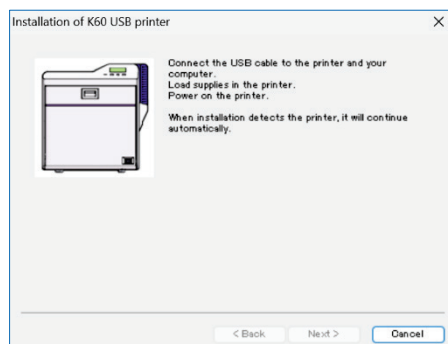 Installation of K60 USB printer
Connect the USB cable to the printer and your
computer.
Load supplies in the printer.
Power on the printer.
When installation detects the printer, it will continue
automatically.
< Back
Next >
Cancel